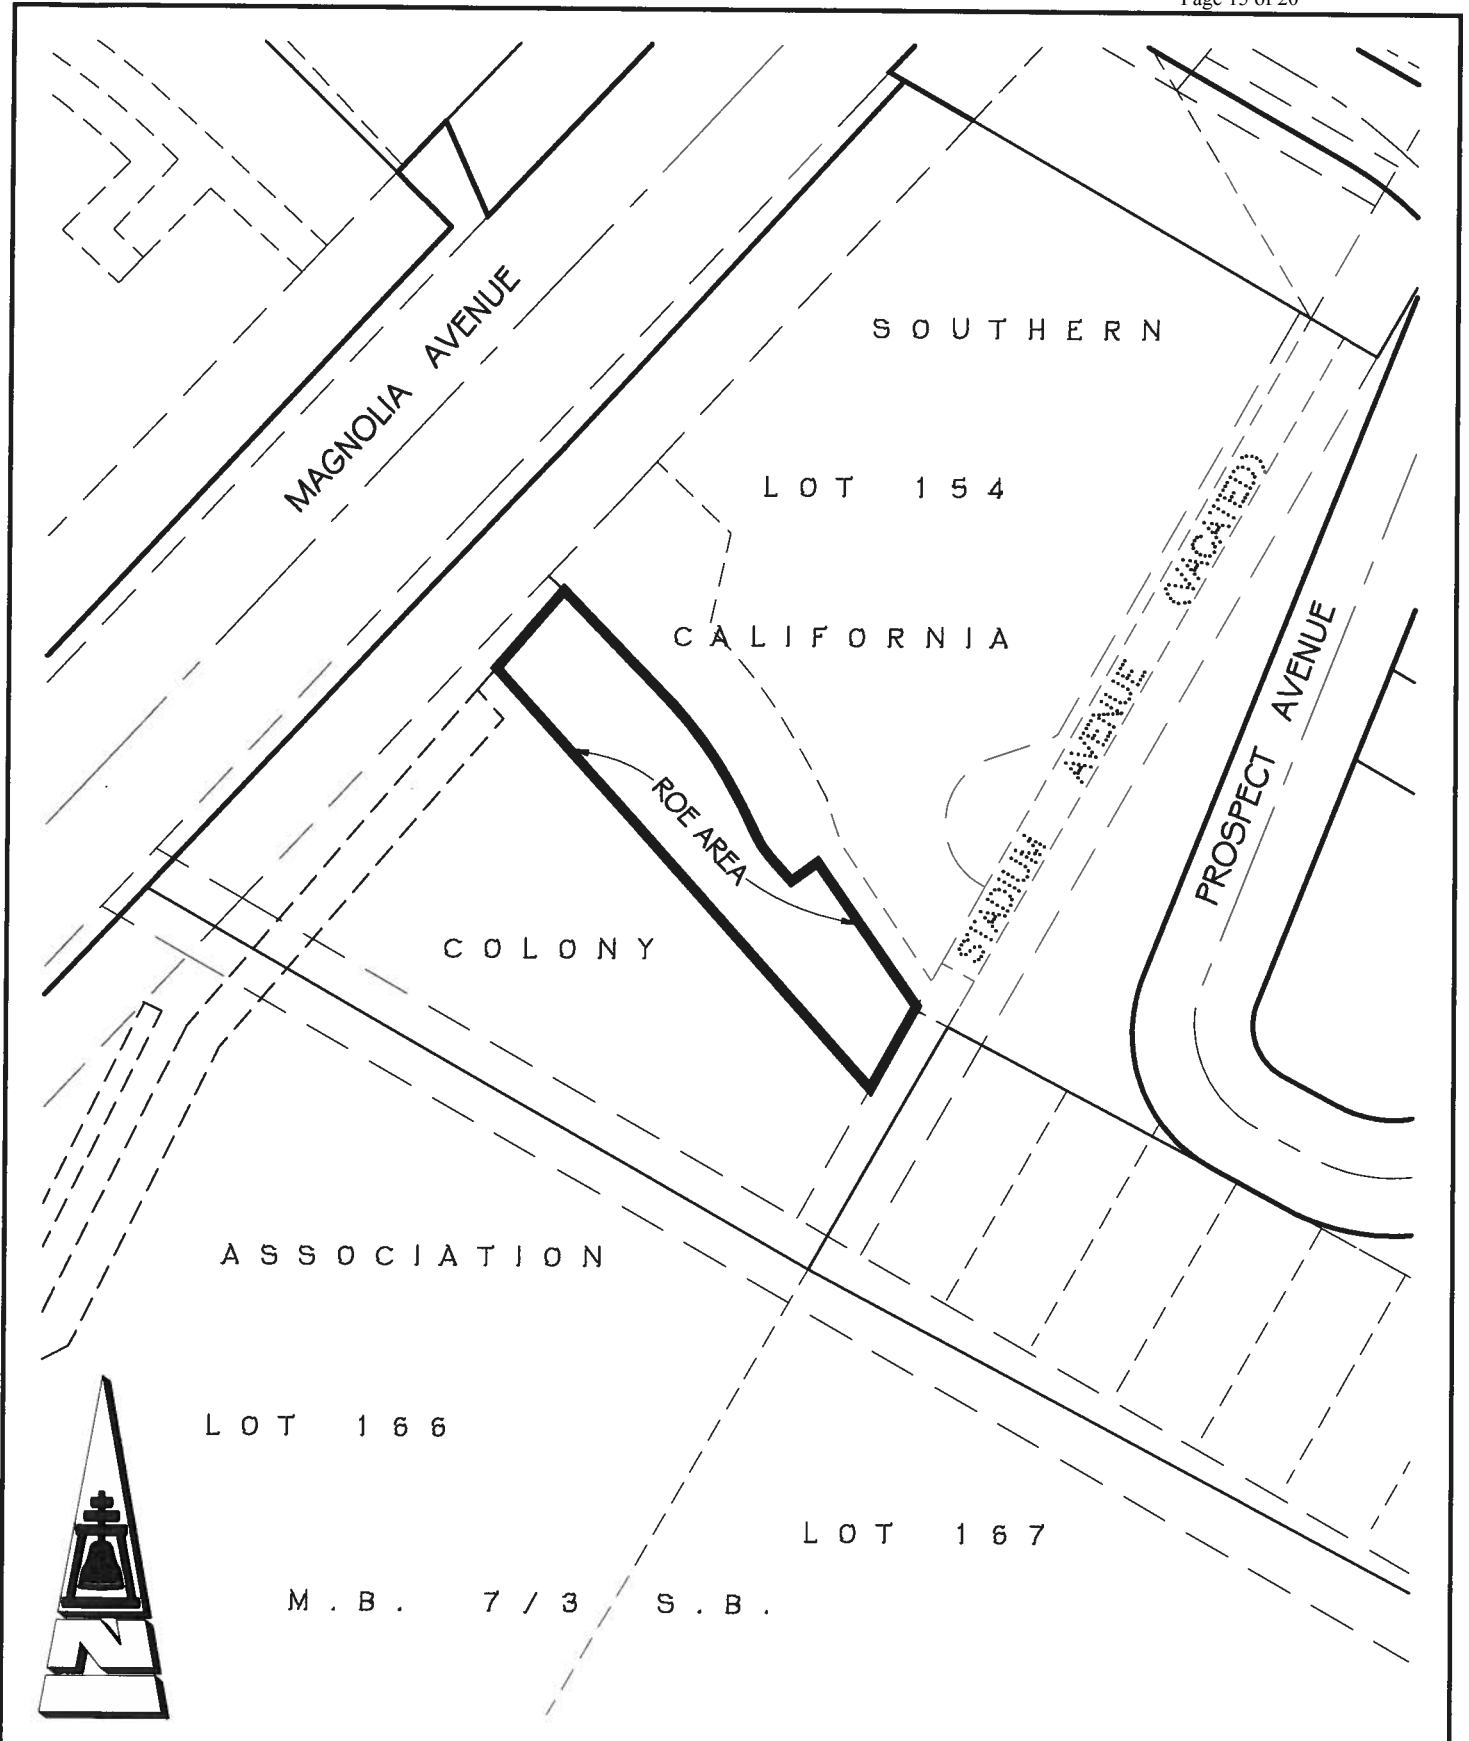 Page 15 of 20
MAGNOLIA AVENUE
SOUTHERN
LOT 154
(VACATED)
CALIFORNIA
STADIUM AVENUE
PROSPECT AVENUE
ROE AREA
COLONY
ASSOCIATION
LOT 166
LOT 167
M.B. 7/3 S.B.
N